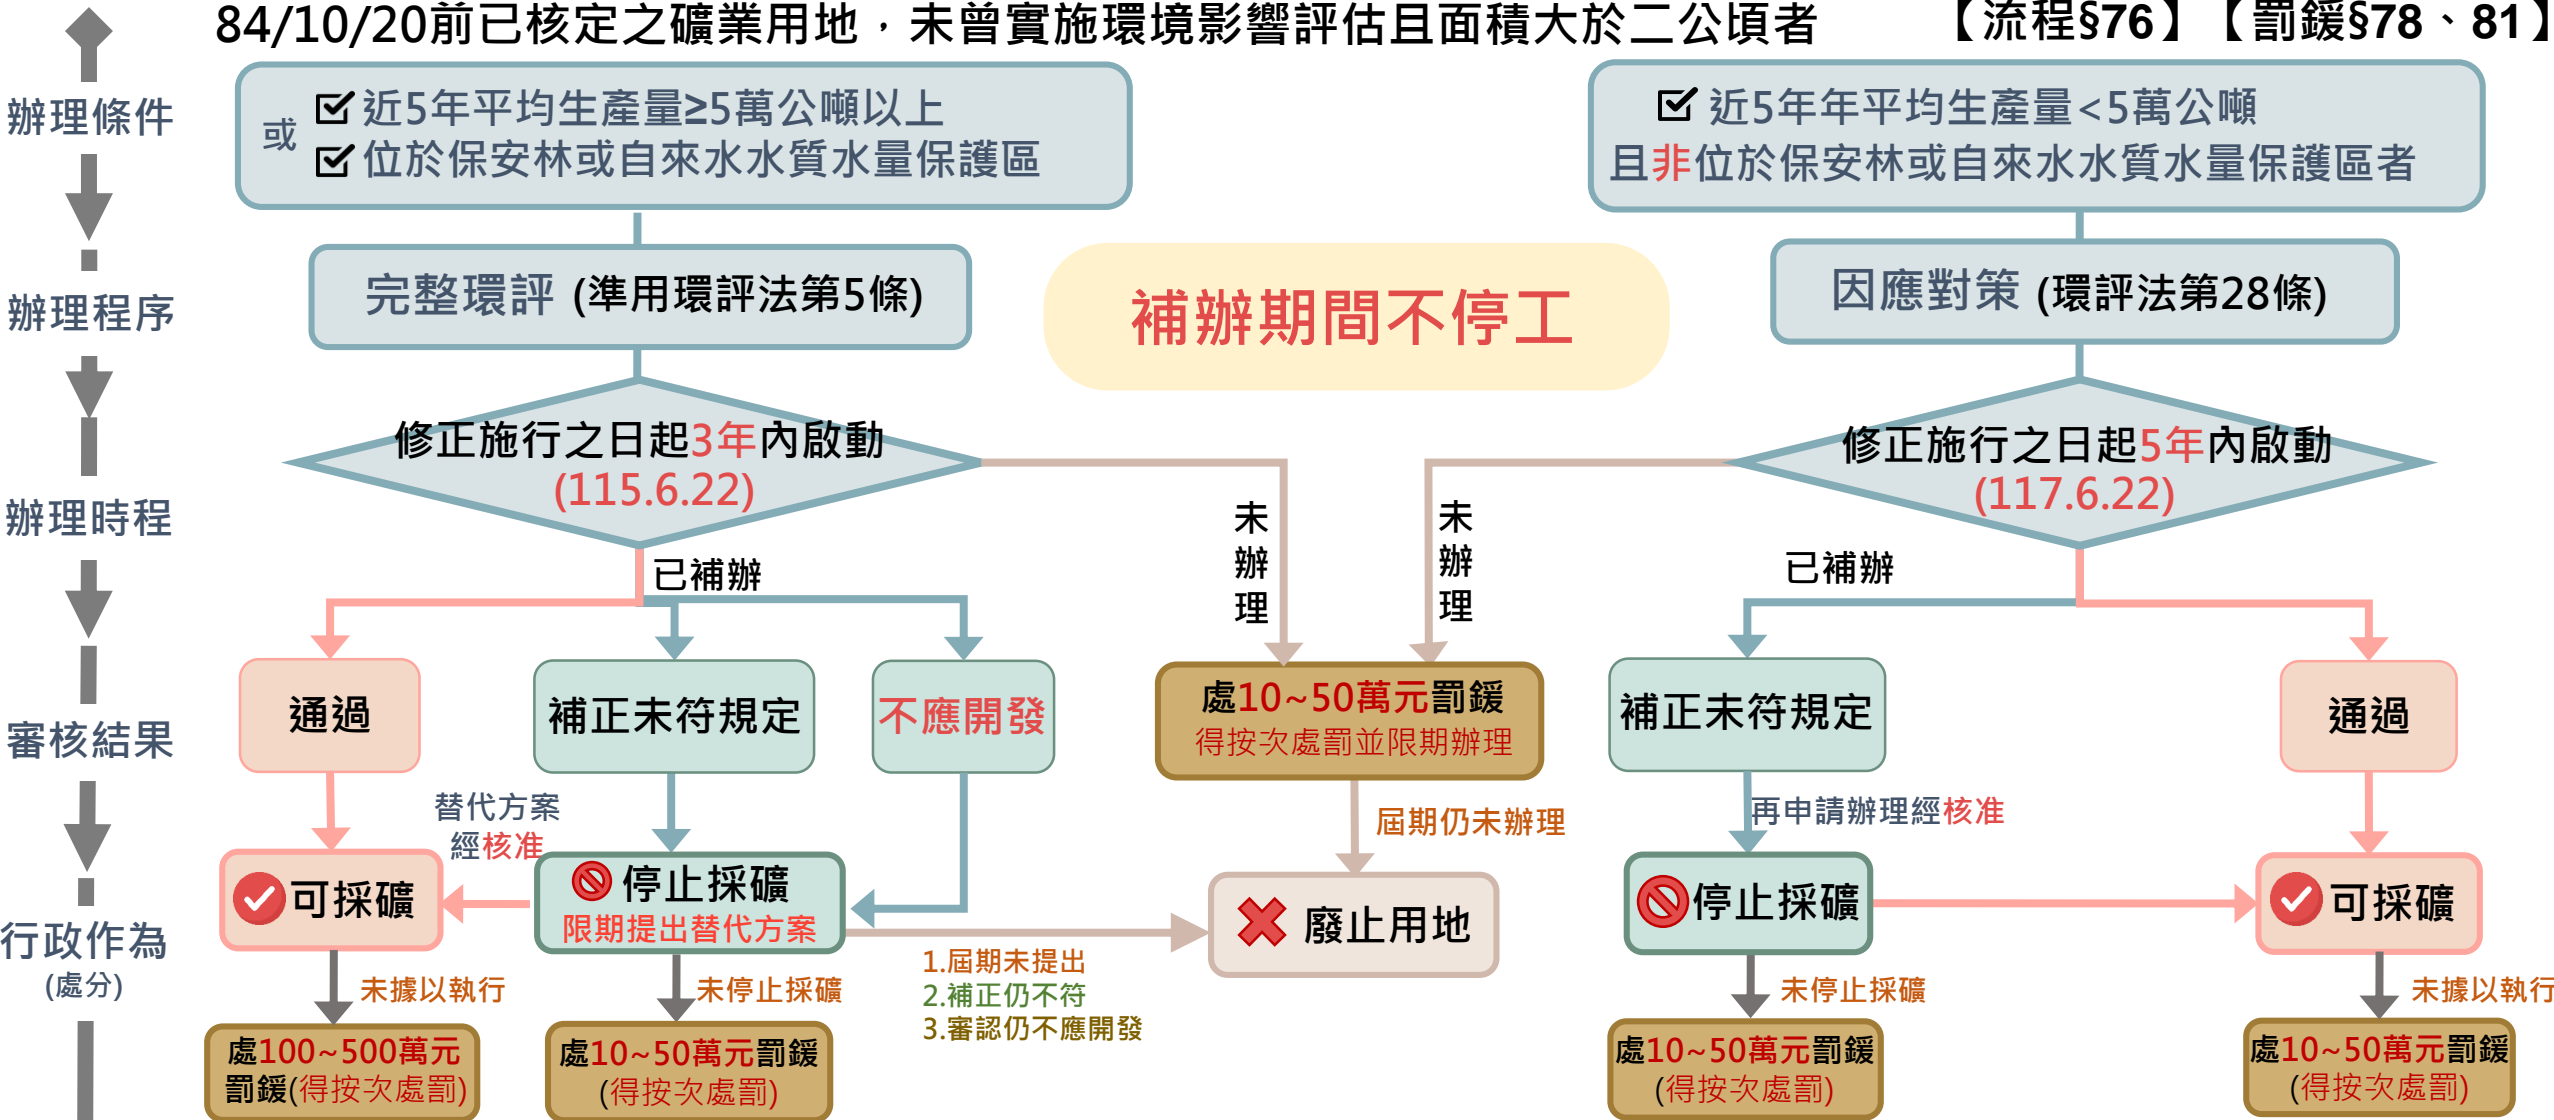 84/10/20前已核定之礦業用地，未曾實施環境影響評估且面積大於二公頃者
【流程§76】【罰鍰§78、81】
辦理條件
或
近5年平均生產量≥5萬公噸以上
位於保安林或自來水水質水量保護區
近5年年平均生產量<5萬公噸
且非位於保安林或自來水水質水量保護區者
辦理程序
完整環評 (準用環評法第5條)
補辦期間不停工
因應對策 (環評法第28條)
辦理時程
修正施行之日起3年內啟動
(115.6.22)
修正施行之日起5年內啟動
(117.6.22)
已補辦
未辦理
未辦理
已補辦
審核結果
通過
補正未符規定
不應開發
處10~50萬元罰鍰
得按次處罰並限期辦理
補正未符規定
通過
替代方案
經核准
屆期仍未辦理
再申請辦理經核准
行政作為
(處分)
可採礦
停止採礦
限期提出替代方案
廢止用地
停止採礦
可採礦
1.屆期未提出
2.補正仍不符
3.審認仍不應開發
未據以執行
未停止採礦
未停止採礦
未據以執行
處100~500萬元
罰鍰(得按次處罰)
處10~50萬元罰鍰
(得按次處罰)
處10~50萬元罰鍰
(得按次處罰)
處10~50萬元罰鍰
(得按次處罰)